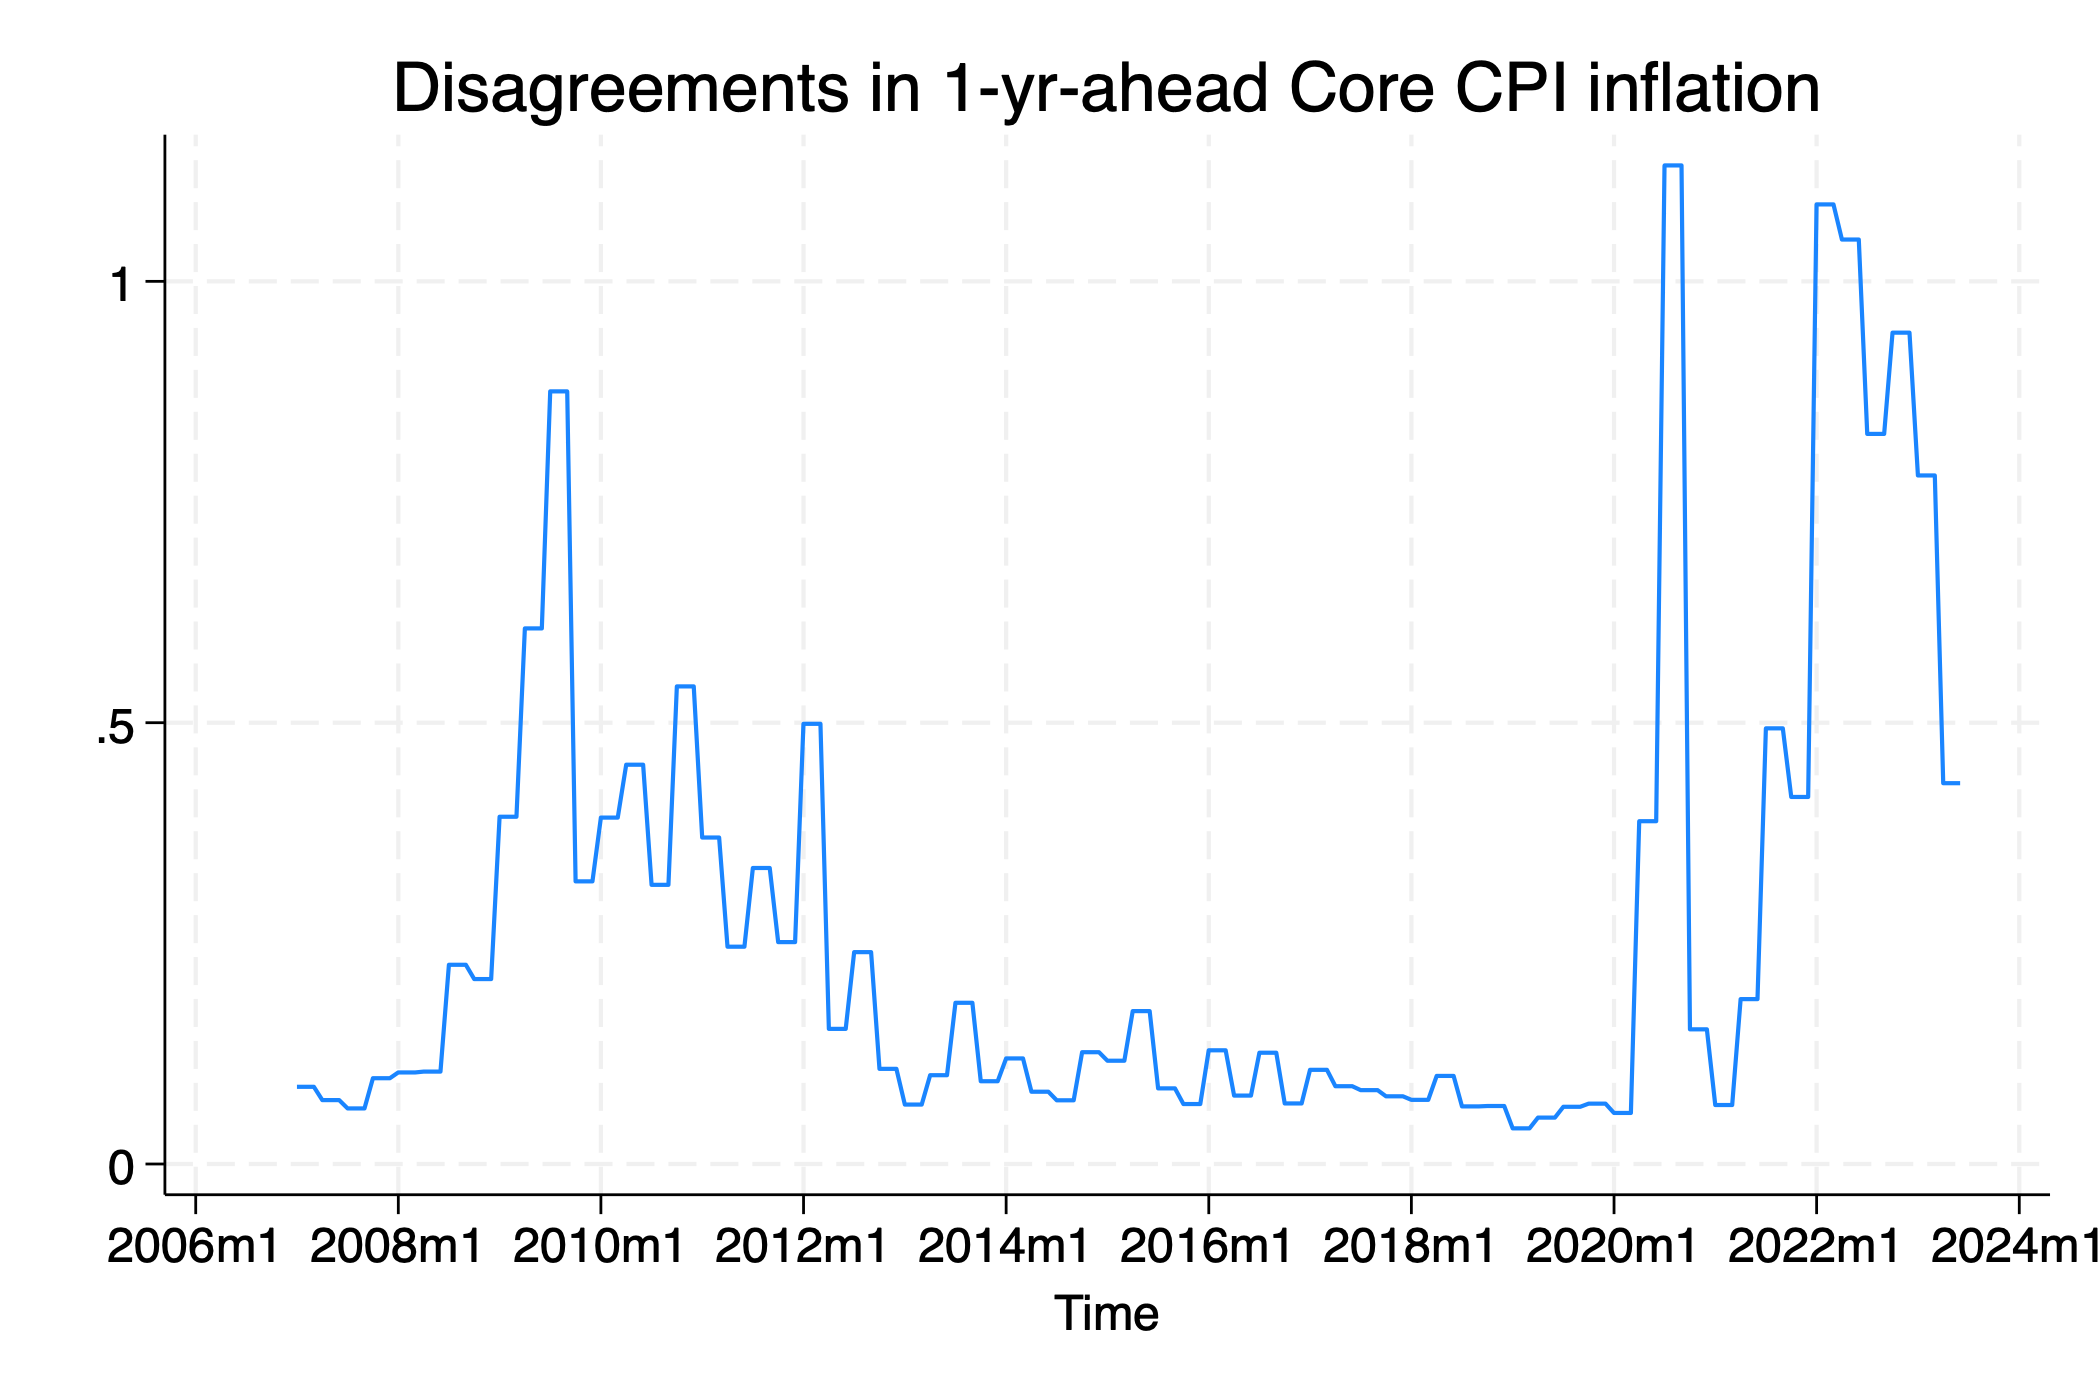 Disagreements in 1-yr-ahead Core CPI inflation
1
.5
0
2006m1 2008m1 2010m1 2012m1 2014m1 2016m1 2018m1 2020m1 2022m1 2024m1
Time